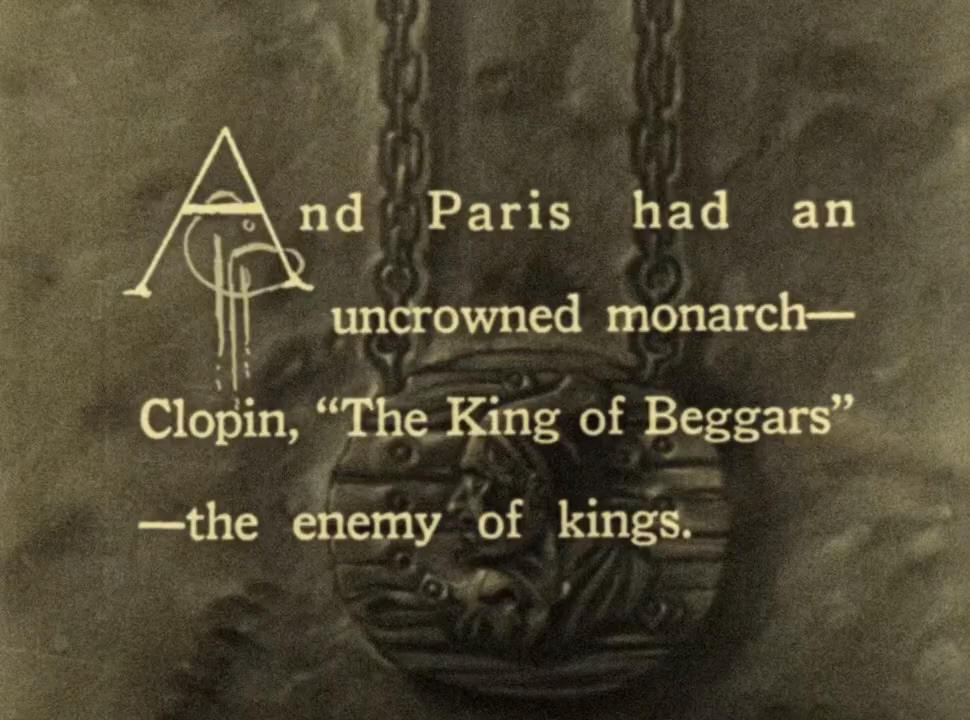 And Paris had an
uncrowned monarch—
Clopin, “The King of Beggars”
—the enemy of kings.